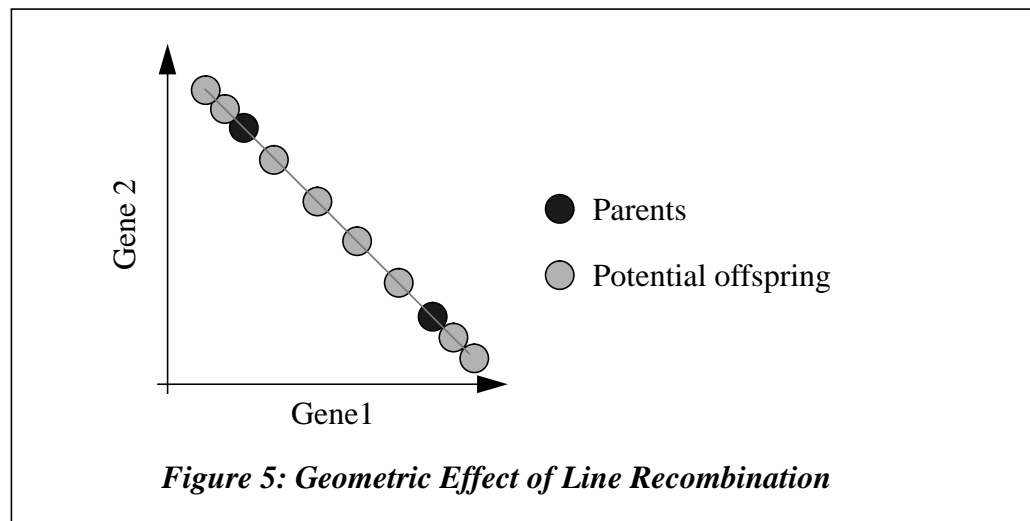 Gene 2
Parents
Potential offspring
Gene1
Figure 5: Geometric Effect of Line Recombination